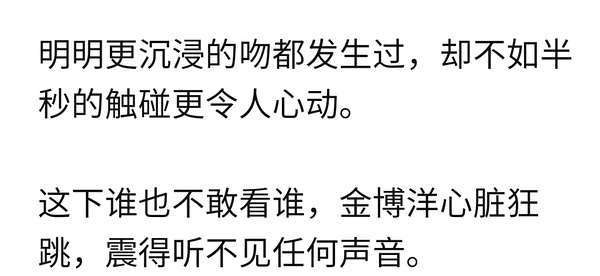 明明更沉浸的吻都发生过，却不如半
秒的触碰更令人心动。
这下谁也不敢看谁，金博洋心脏狂
跳，震得听不见任何声音。